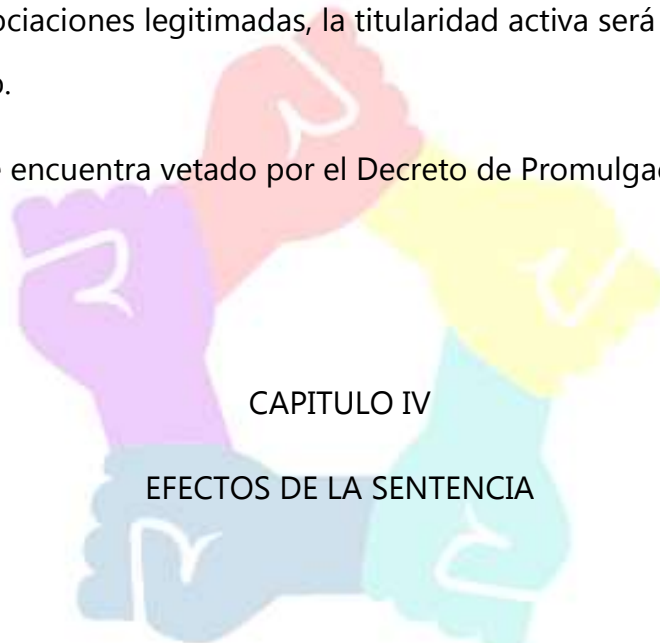 ociaciones legitimadas, la titularidad activa será
o.
encuentra vetado por el Decreto de Promulga
CAPITULO IV
EFECTOS DE LA SENTENCIA